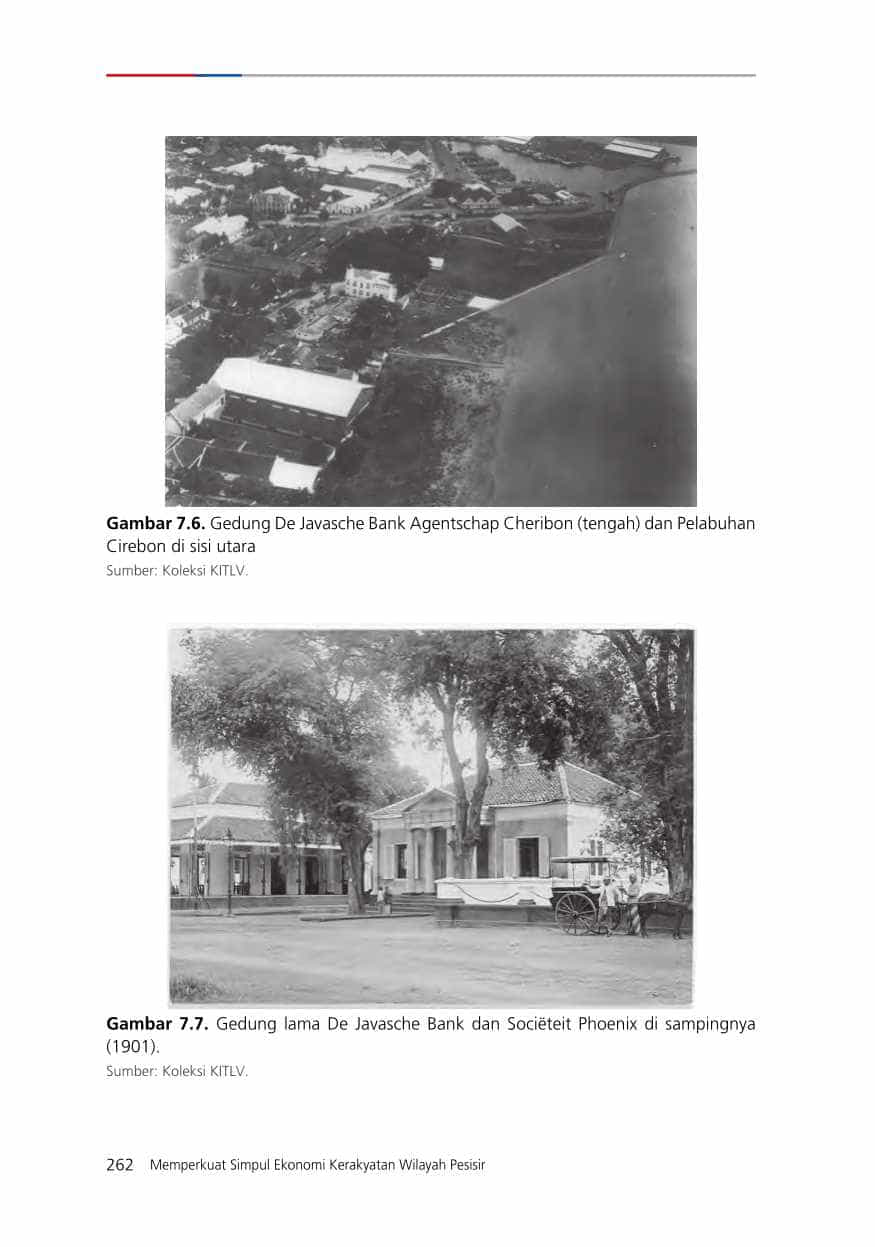 Gambar 7.6. Gedung De Javasche Bank Agentschap Cheribon (tengah) dan Pelabuhan
Cirebon di sisi utara
Sumber: Koleksi KITLV.
Gambar 7.7. Gedung lama De Javasche Bank dan Sociëteit Phoenix di sampingnya
(1901).
Sumber: Koleksi KITLV.
262 Memperkuat Simpul Ekonomi Kerakyatan Wilayah Pesisir